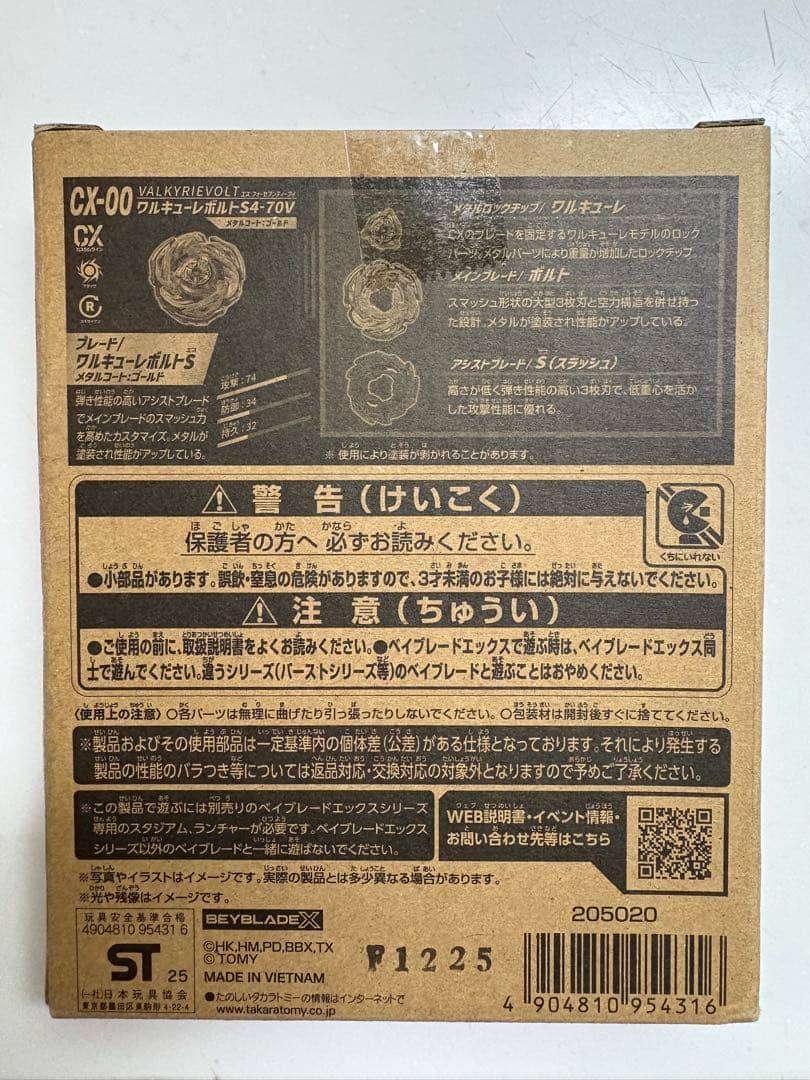 CX-00
VALKYRIEVOLT
ワルキューレボルトS4-70V
エス フォーセブンティーブイ
メタルコート:ゴールド
CX
カスタムライン
アタック
R
ミギカイテン
ブレード/
ワルキューレボルトS
メタルコート:ゴールド
弾き性能の高いアシストブレード
でメインブレードのスマッシュ力
を高めたカスタマイズ。メタルが
塗装され性能がアップしている。
攻撃:74
防御:34
持久:32
メタルロックチップ/ ワルキューレ
CXのブレードを固定するワルキューレモデルのロック
パーツ。メタルパーツにより重量が増加したロックチップ。
メインブレード/ ボルト
スマッシュ形状の大型3枚刃と空力構造を併せ持っ
た設計。メタルが塗装され性能がアップしている。
アシストブレード/ S(スラッシュ)
高さが低く弾き性能の高い3枚刃で、低重心を活か
した攻撃性能に優れる。
※ 使用により塗装が剥がれることがあります。
警 告(けいこく)
保護者の方へ 必ずお読みください。
くちにいれない
●小部品があります。誤飲・窒息の危険がありますので、3才未満のお子様には絶対に与えないでください。
注 意(ちゅうい)
●ご使用の前に、取扱説明書をよくお読みください。●ベイブレードエックスで遊ぶ時は、ベイブレードエックス同
士で遊んでください。違うシリーズ(バーストシリーズ等)のベイブレードと遊ぶことはおやめください。
〈使用上の注意〉○各パーツは無理に曲げたり引っ張ったりしないでください。○包装材は開封後すぐに捨ててください。
※製品およびその使用部品は一定基準内の個体差(公差)がある仕様となっております。それにより発生する
製品の性能のバラつき等については返品対応・交換対応の対象外となりますので予めご了承ください。
※この製品で遊ぶには別売りのベイブレードエックスシリーズ
専用のスタジアム、ランチャーが必要です。ベイブレードエックス
シリーズ以外のベイブレードと一緒に遊ばないでください。
WEB説明書・イベント情報・
お問い合わせ先等はこちら
※写真やイラストはイメージです。実際の製品とは多少異なる場合があります。
※光や残像はイメージです。
玩具安全基準合格
4904810 95431 6
ST 25
(一社)日本玩具協会
東京都墨田区東駒形 4-22-4
BEYBLADE X
©HK,HM,PD,BBX,TX
© TOMY
MADE IN VIETNAM
●たのしいタカラトミーの情報はインターネットで
www.takaratomy.co.jp
F1225
205020
4 904810 954316